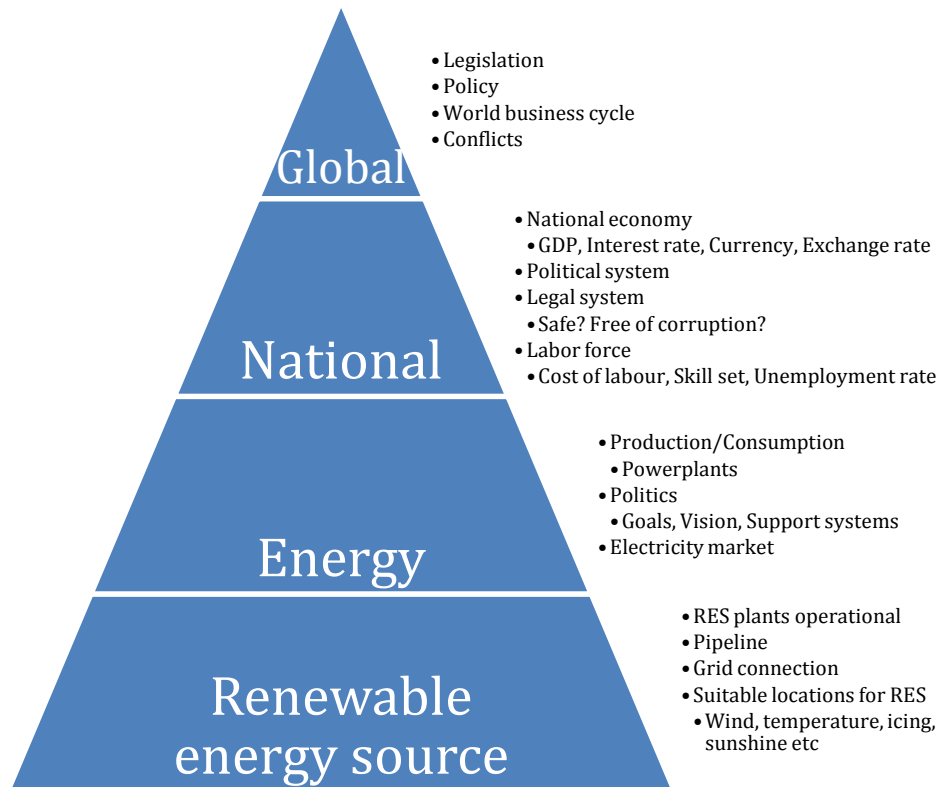 • Legislation
• Policy
• World business cycle
• Conflicts
Global
• National economy
• GDP, Interest rate, Currency, Exchange rate
• Political system
• Legal system
• Safe? Free of corruption?
• Labor force
• Cost of labour, Skill set, Unemployment rate
National
• Production/Consumption
• Powerplants
• Politics
• Goals, Vision, Support systems
• Electricity market
Energy
• RES plants operational
• Pipeline
• Grid connection
• Suitable locations for RES
• Wind, temperature, icing,
sunshine etc
Renewable
energy source